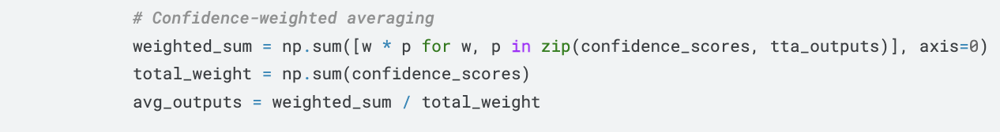 # Confidence-weighted averaging
weighted_sum = np.sum([w * p for w, p in zip(confidence_scores, tta_outputs)], axis=0)
total_weight = np.sum(confidence_scores)
avg_outputs = weighted_sum / total_weight